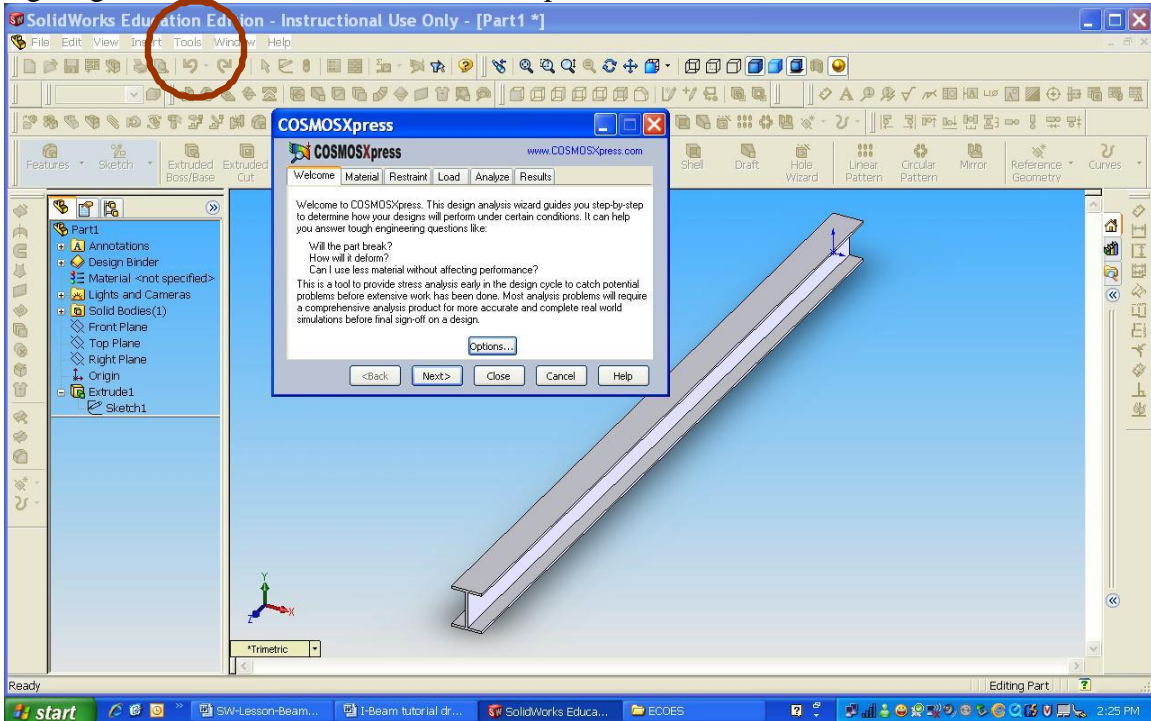 SolidWorks Education Edition - Instructional Use Only - [Part1 *]
File Edit View Insert Tools Window Help
COSMOSXpress
COSMOSXpress www.COSMOSXpress.com
Welcome Material Restraint Load Analyze Results
Welcome to COSMOSXpress. This design analysis wizard guides you step-by-step
to determine how your designs will perform under certain conditions. It can help
you answer tough engineering questions like:
Will the part break?
How will it deform?
Can I use less material without affecting performance?
This is a tool to provide stress analysis early in the design cycle to catch potential
problems before extensive work has been done. Most analysis problems will require
a comprehensive analysis product for more accurate and complete real world
simulations before final sign-off on a design.
Options...
<Back Next> Close Cancel Help
Features Sketch Extruded Boss/Base Extruded Cut Shell Draft Hole Wizard Linear Pattern Circular Pattern Mirror Reference Geometry Curves
Part1
Annotations
Design Binder
Material <not specified>
Lights and Cameras
Solid Bodies(1)
Front Plane
Top Plane
Right Plane
Origin
Extrude1
Sketch1
Y
X
Z
*Trimetric
Ready Editing Part
start SW-Lesson-Beam... I-Beam tutorial dr... SolidWorks Educa... ECOES 2:25 PM